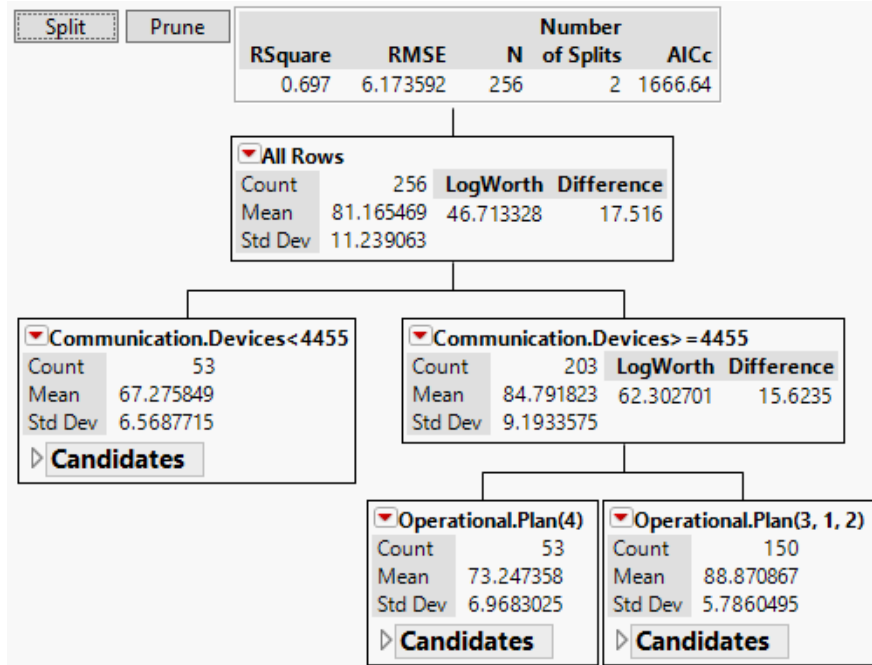 Split Prune
Number
RSquare RMSE N of Splits AICc
0.697 6.173592 256 2 1666.64
All Rows
Count 256 LogWorth Difference
Mean 81.165469 46.713328 17.516
Std Dev 11.239063
Communication.Devices<4455
Count 53
Mean 67.275849
Std Dev 6.5687715
Candidates
Communication.Devices>=4455
Count 203 LogWorth Difference
Mean 84.791823 62.302701 15.6235
Std Dev 9.1933575
Operational.Plan(4)
Count 53
Mean 73.247358
Std Dev 6.9683025
Candidates
Operational.Plan(3, 1, 2)
Count 150
Mean 88.870867
Std Dev 5.7860495
Candidates